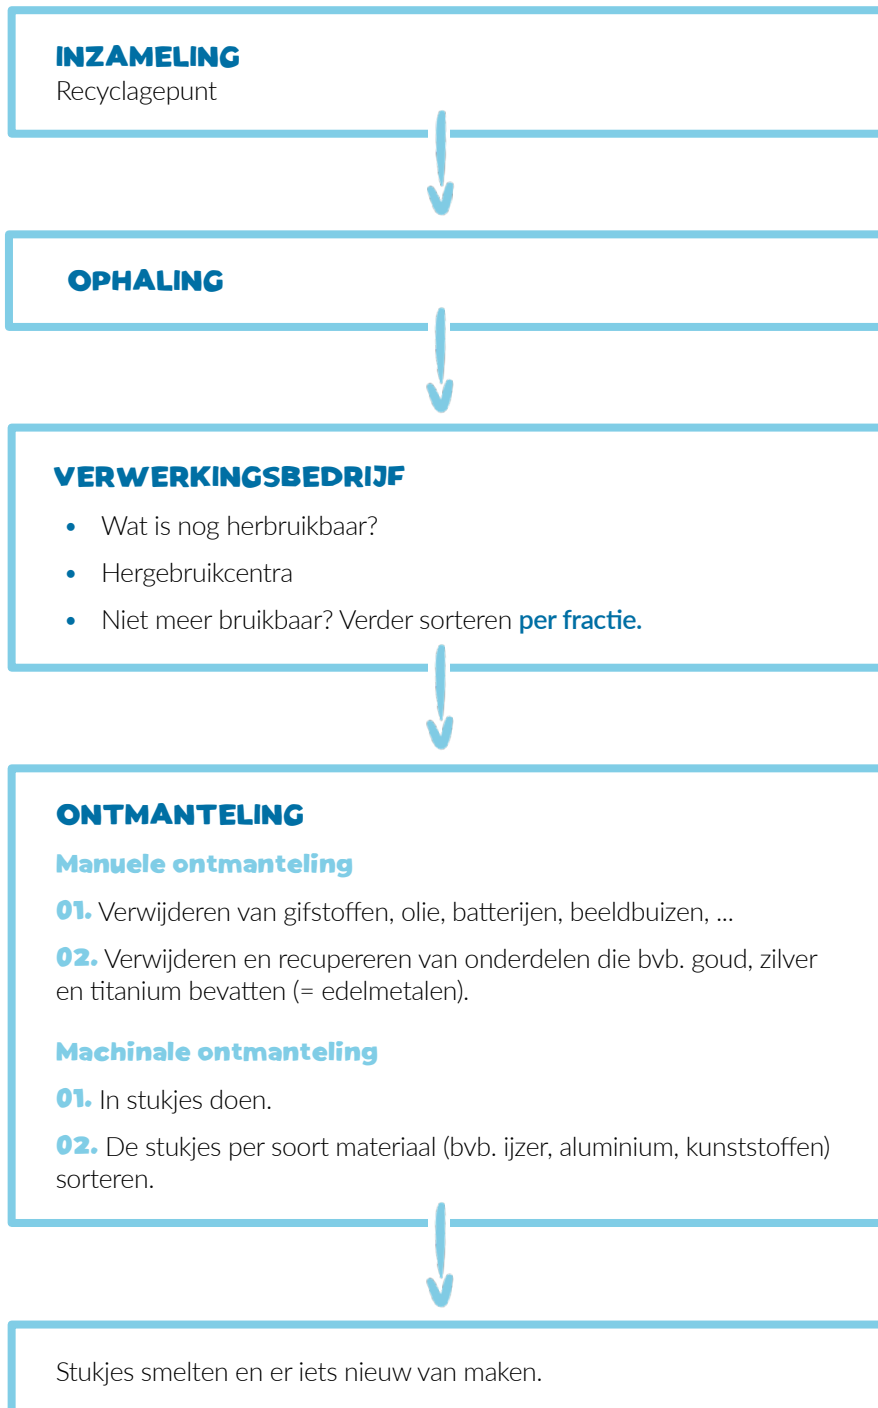 INZAMELING
Recyclagepunt
OPHALING
VERWERKINGSBEDRIJF
• Wat is nog herbruikbaar?
• Hergebruikcentra
• Niet meer bruikbaar? Verder sorteren per fractie.
ONTMANTELING
Manuele ontmanteling
01. Verwijderen van gifstoffen, olie, batterijen, beeldbuizen, ...
02. Verwijderen en recupereren van onderdelen die bvb. goud, zilver
en titanium bevatten (= edelmetalen).
Machinale ontmanteling
01. In stukjes doen.
02. De stukjes per soort materiaal (bvb. ijzer, aluminium, kunststoffen)
sorteren.
Stukjes smelten en er iets nieuw van maken.